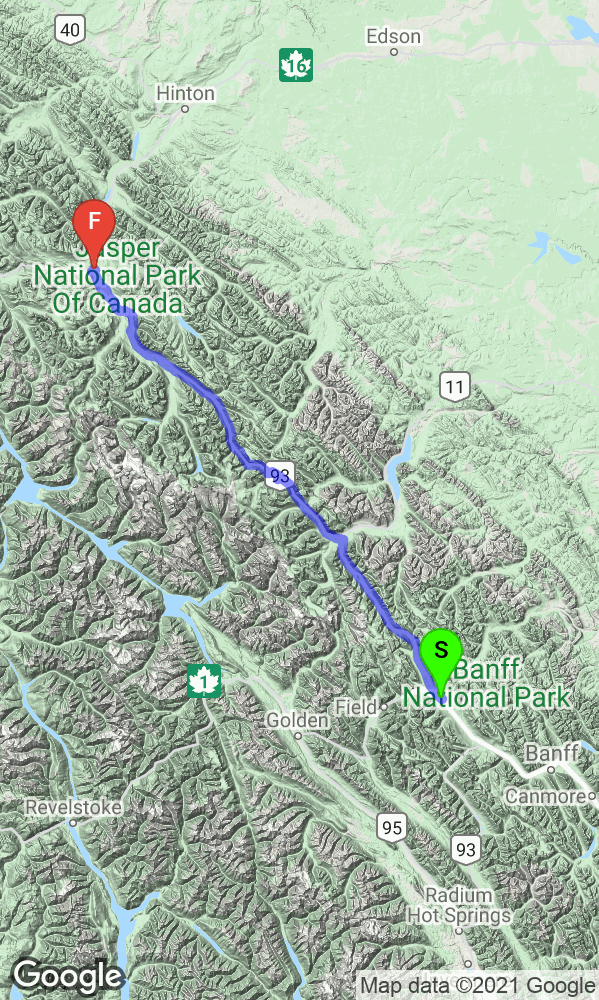 40
Edson
16
Hinton
F
Jasper
National Park
Of Canada
11
93
S
Banff
National Park
1
Field
Golden
Banff
Canmore
Revelstoke
95
93
Radium
Hot Springs
Google
Map data ©2021 Google